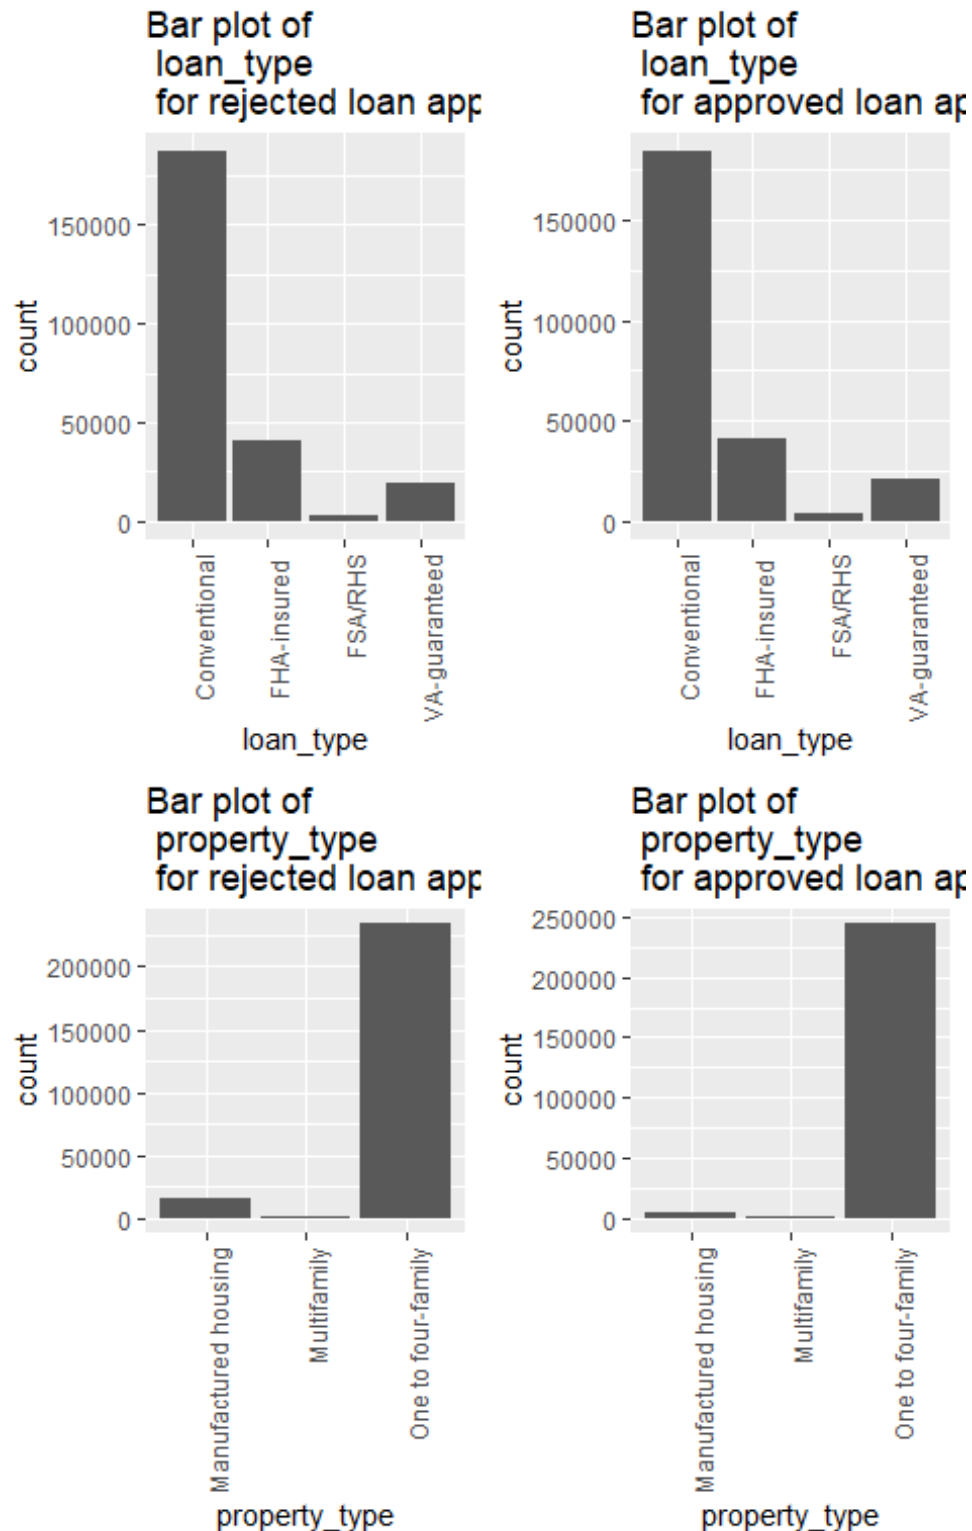 Bar plot of
loan_type
for rejected loan app
count
150000
100000
50000
0
Conventional
FHA-insured
FSA/RHS
VA-guaranteed
loan_type
Bar plot of
loan_type
for approved loan ap
count
150000
100000
50000
0
Conventional
FHA-insured
FSA/RHS
VA-guaranteed
loan_type
Bar plot of
property_type
for rejected loan app
count
200000
150000
100000
50000
0
Manufactured housing
Multifamily
One to four-family
property_type
Bar plot of
property_type
for approved loan ap
count
250000
200000
150000
100000
50000
0
Manufactured housing
Multifamily
One to four-family
property_type